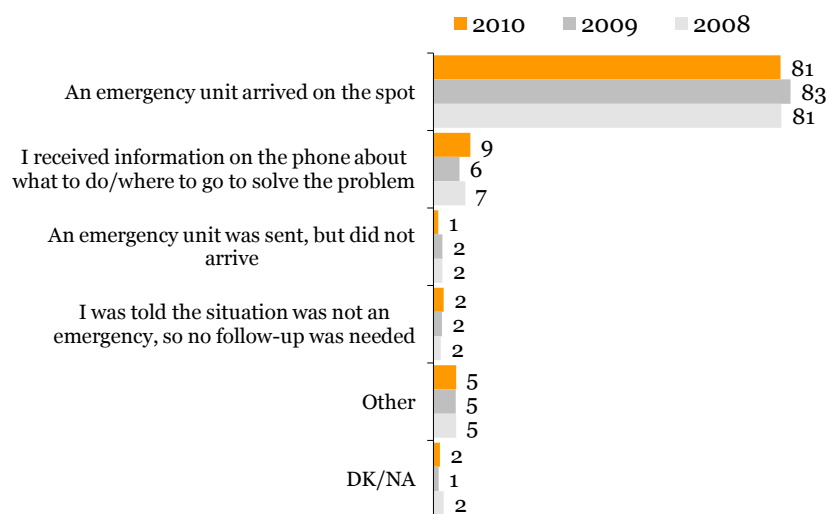 2010 2009 2008
An emergency unit arrived on the spot
81
83
81
I received information on the phone about
what to do/where to go to solve the problem
9
6
7
An emergency unit was sent, but did not
arrive
1
2
2
I was told the situation was not an
emergency, so no follow-up was needed
2
2
2
Other
5
5
5
DK/NA
2
1
2